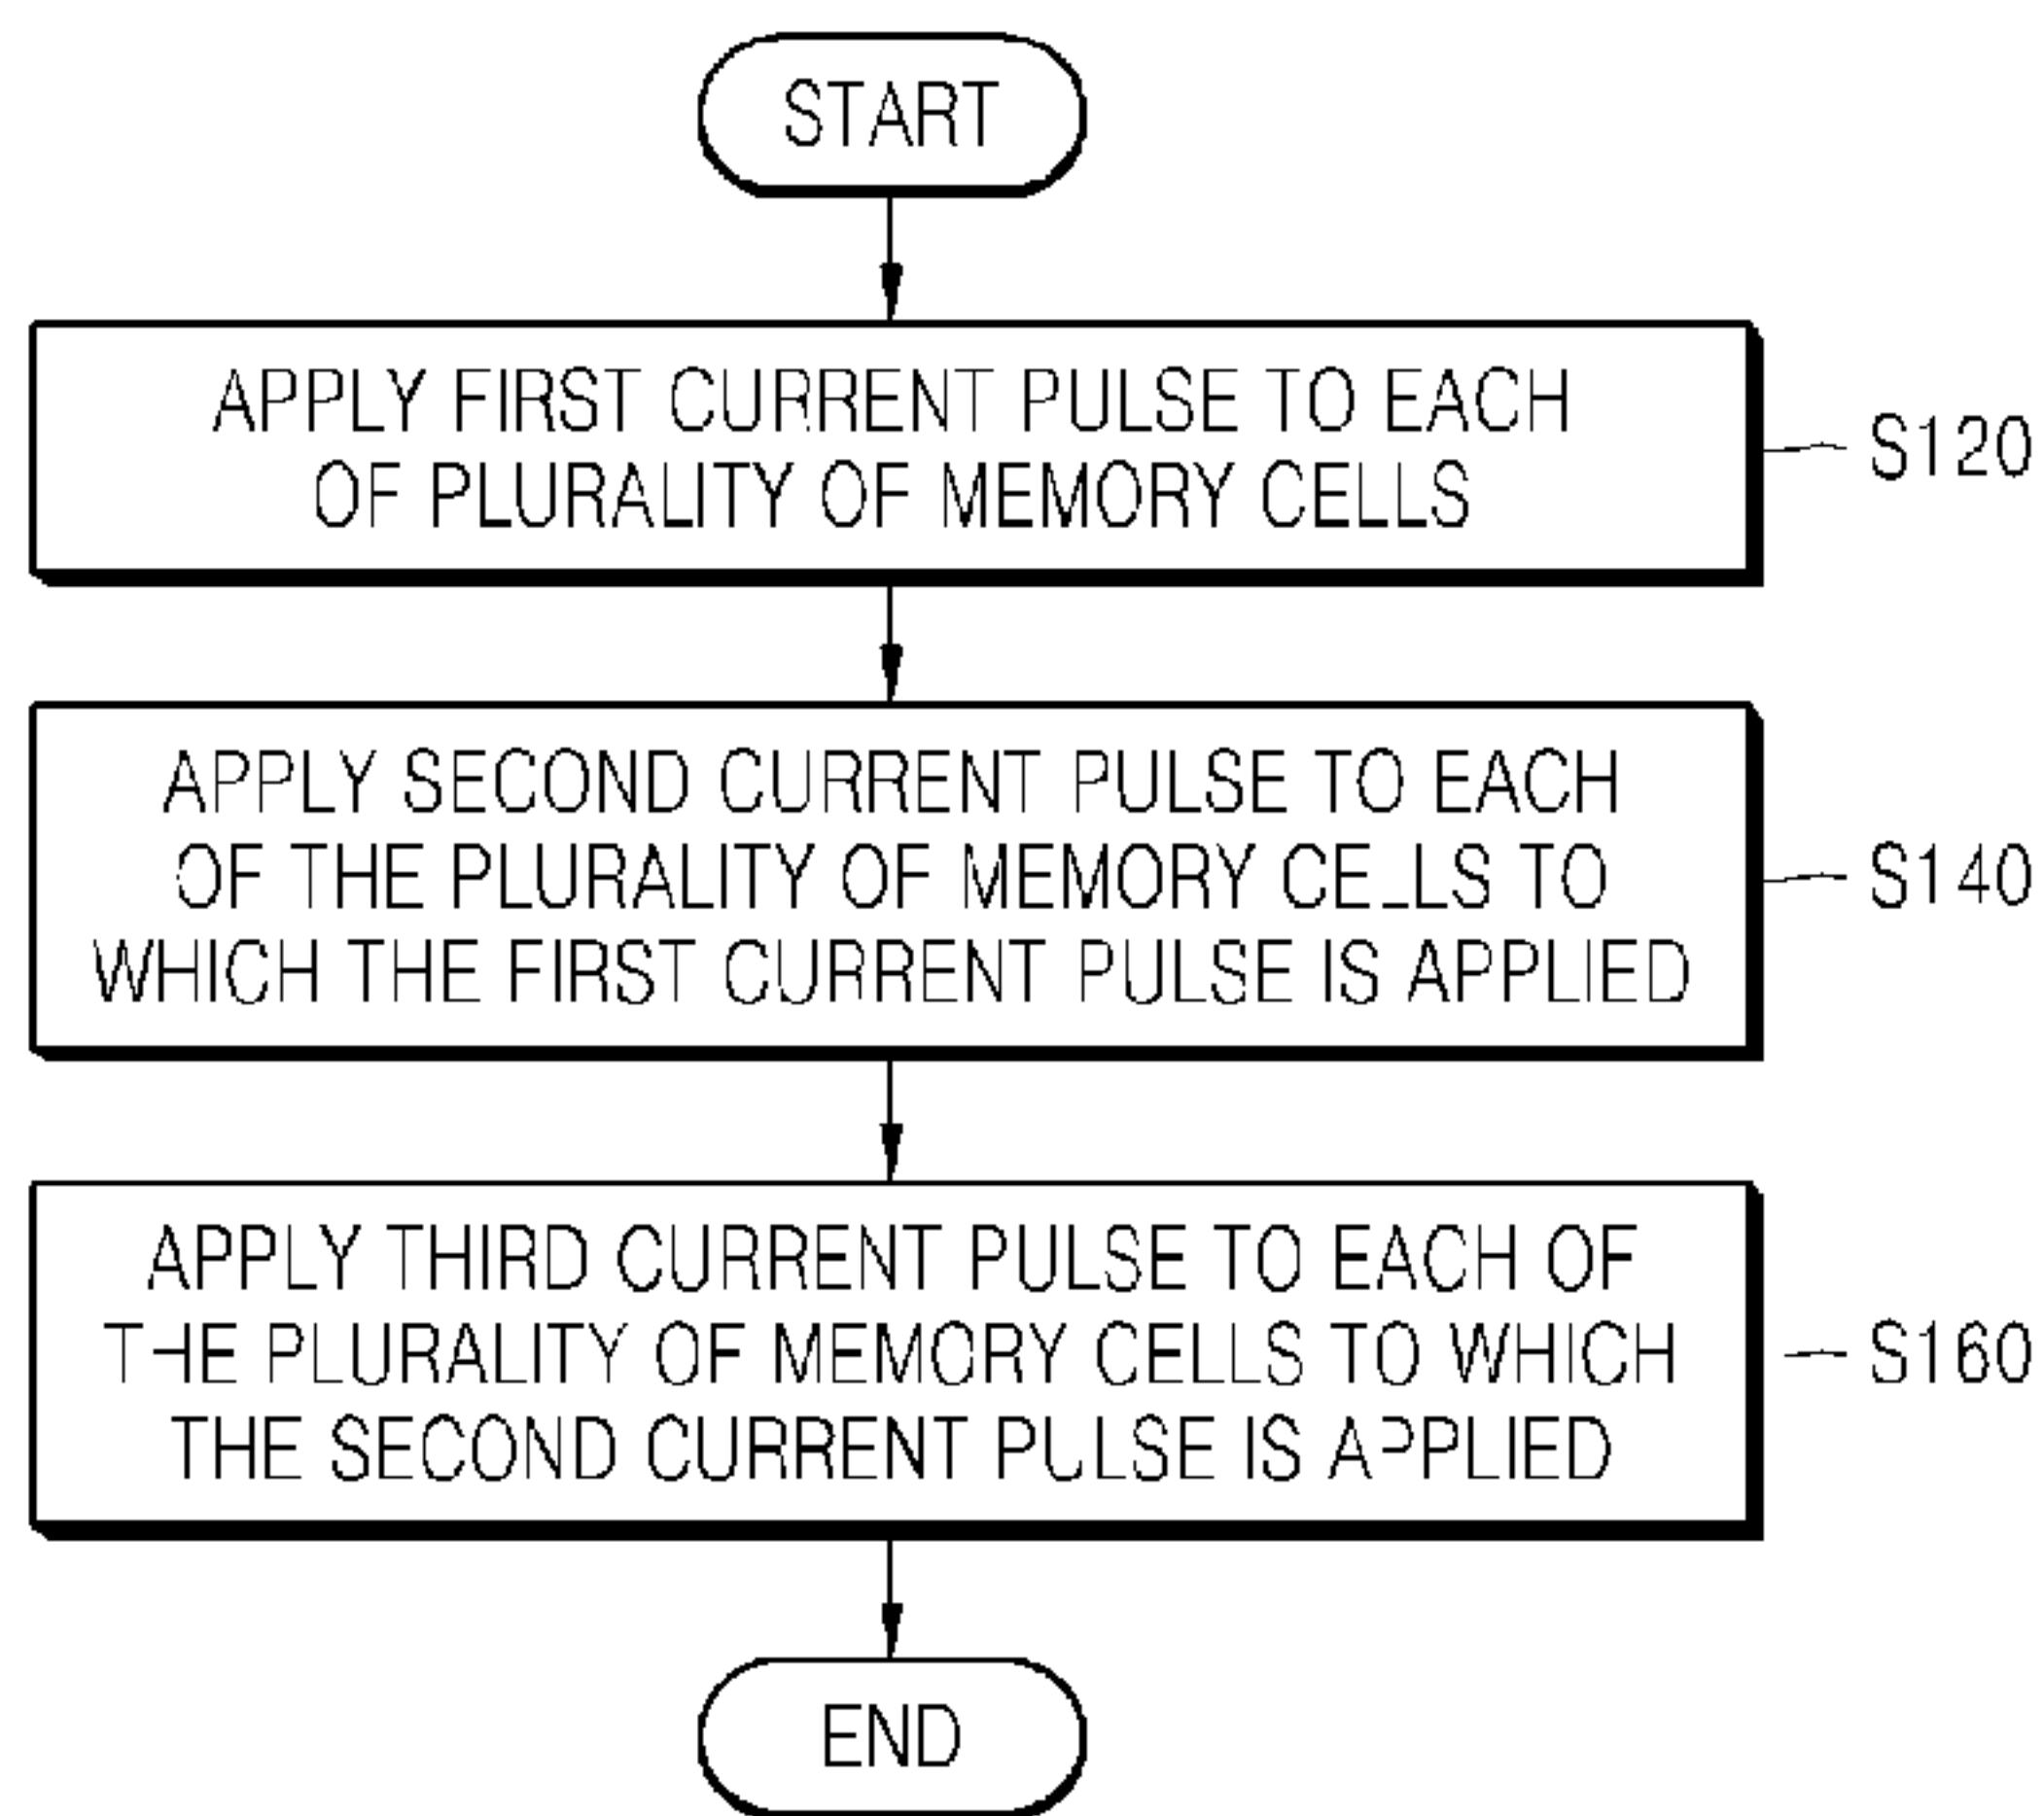 START
APPLY FIRST CURRENT PULSE TO EACH
OF PLURALITY OF MEMORY CELLS
S120
APPLY SECOND CURRENT PULSE TO EACH
OF THE PLURALITY OF MEMORY CELLS TO
WHICH THE FIRST CURRENT PULSE IS APPLIED
S140
APPLY THIRD CURRENT PULSE TO EACH OF
THE PLURALITY OF MEMORY CELLS TO WHICH
THE SECOND CURRENT PULSE IS APPLIED
S160
END